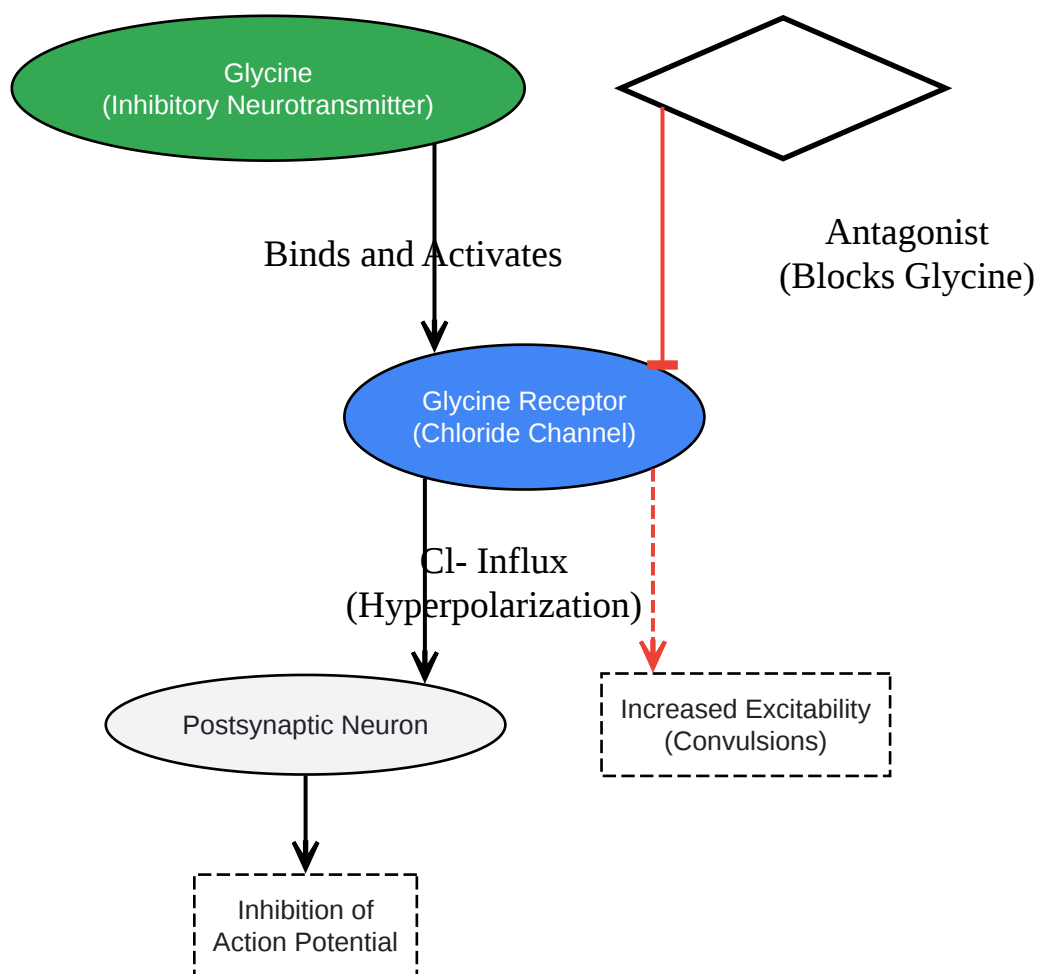 Glycine
(Inhibitory Neurotransmitter)
Binds and Activates
Antagonist
(Blocks Glycine)
Glycine Receptor
(Chloride Channel)
Cl- Influx
(Hyperpolarization)
Postsynaptic Neuron
Increased Excitability
(Convulsions)
Inhibition of
Action Potential